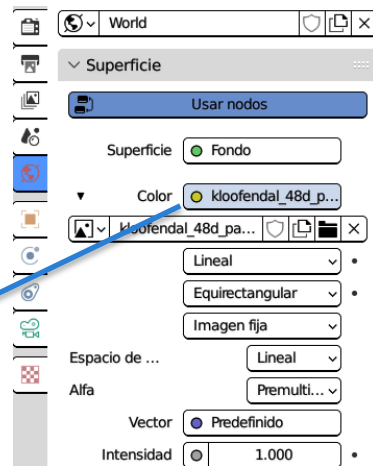 World
Superficie
Usar nodos
Superficie Fondo
Color kloofendal_48d_p...
kloofendal_48d_pa...
Lineal
Equirectangular
Imagen fija
Espacio de ... Lineal
Alfa Premulti...
Vector Predefinido
Intensidad 1.000